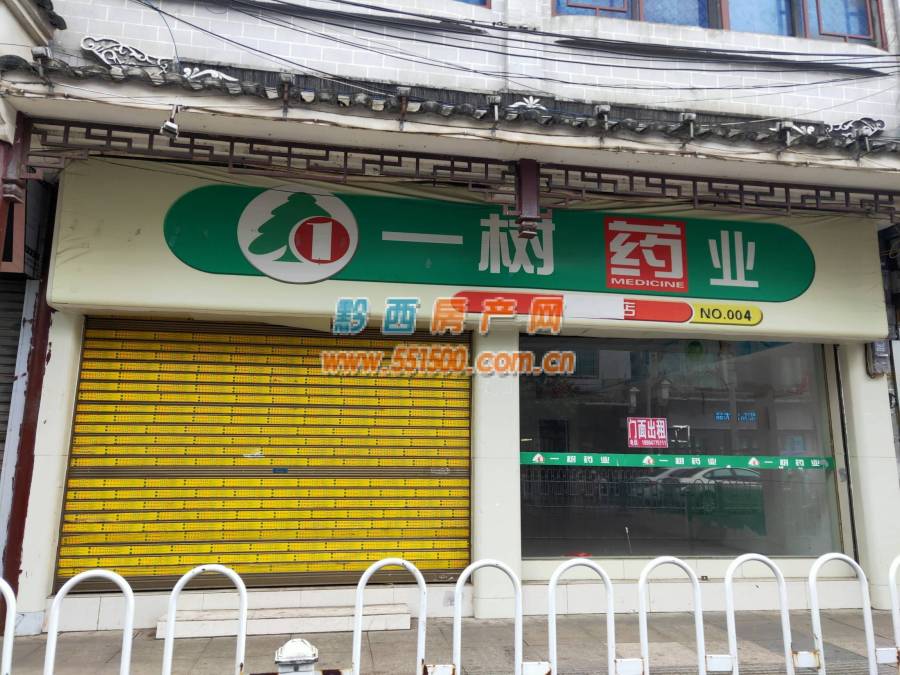 1 一树药业
MEDICINE
店 NO.004
黔西房产网
www.551500.com.cn
门面出租
一树药业 一树药业 一树药业